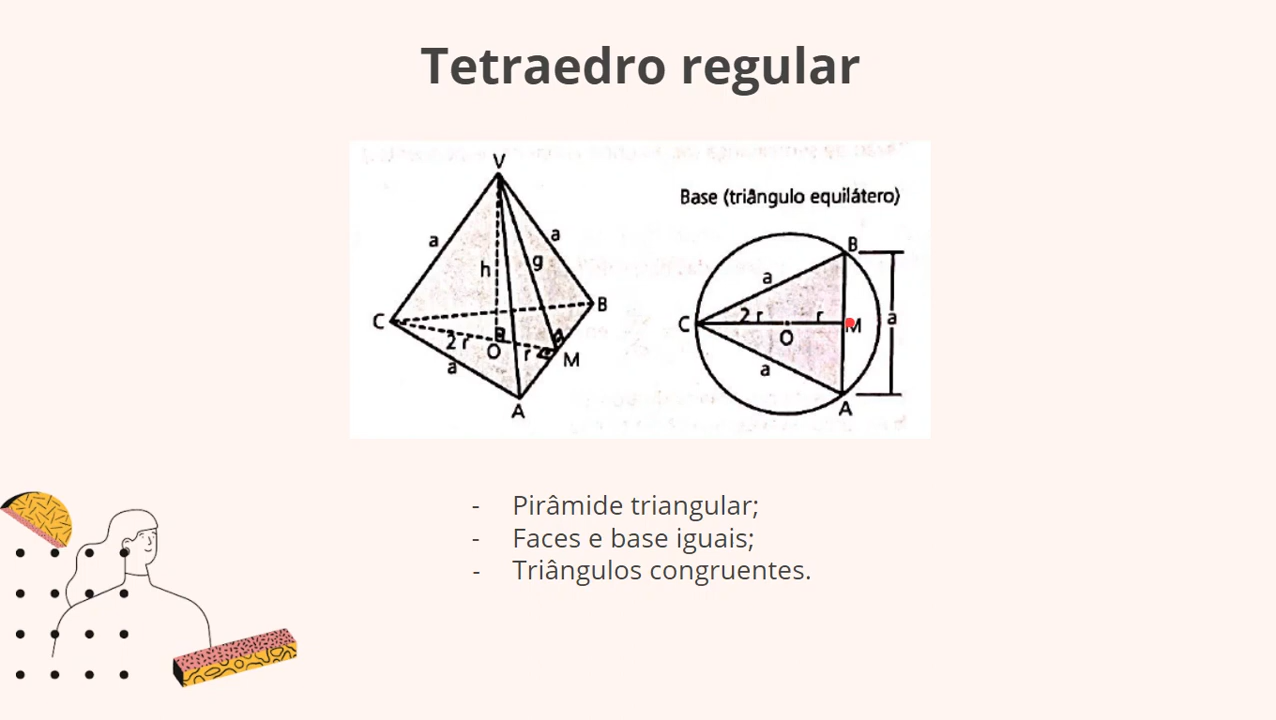 Tetraedro regular
V
a
a
h
g
C
B
2 r
O
r
M
a
A
Base (triângulo equilátero)
B
a
C
2 r
r
M
a
O
a
A
- Pirâmide triangular;
- Faces e base iguais;
- Triângulos congruentes.